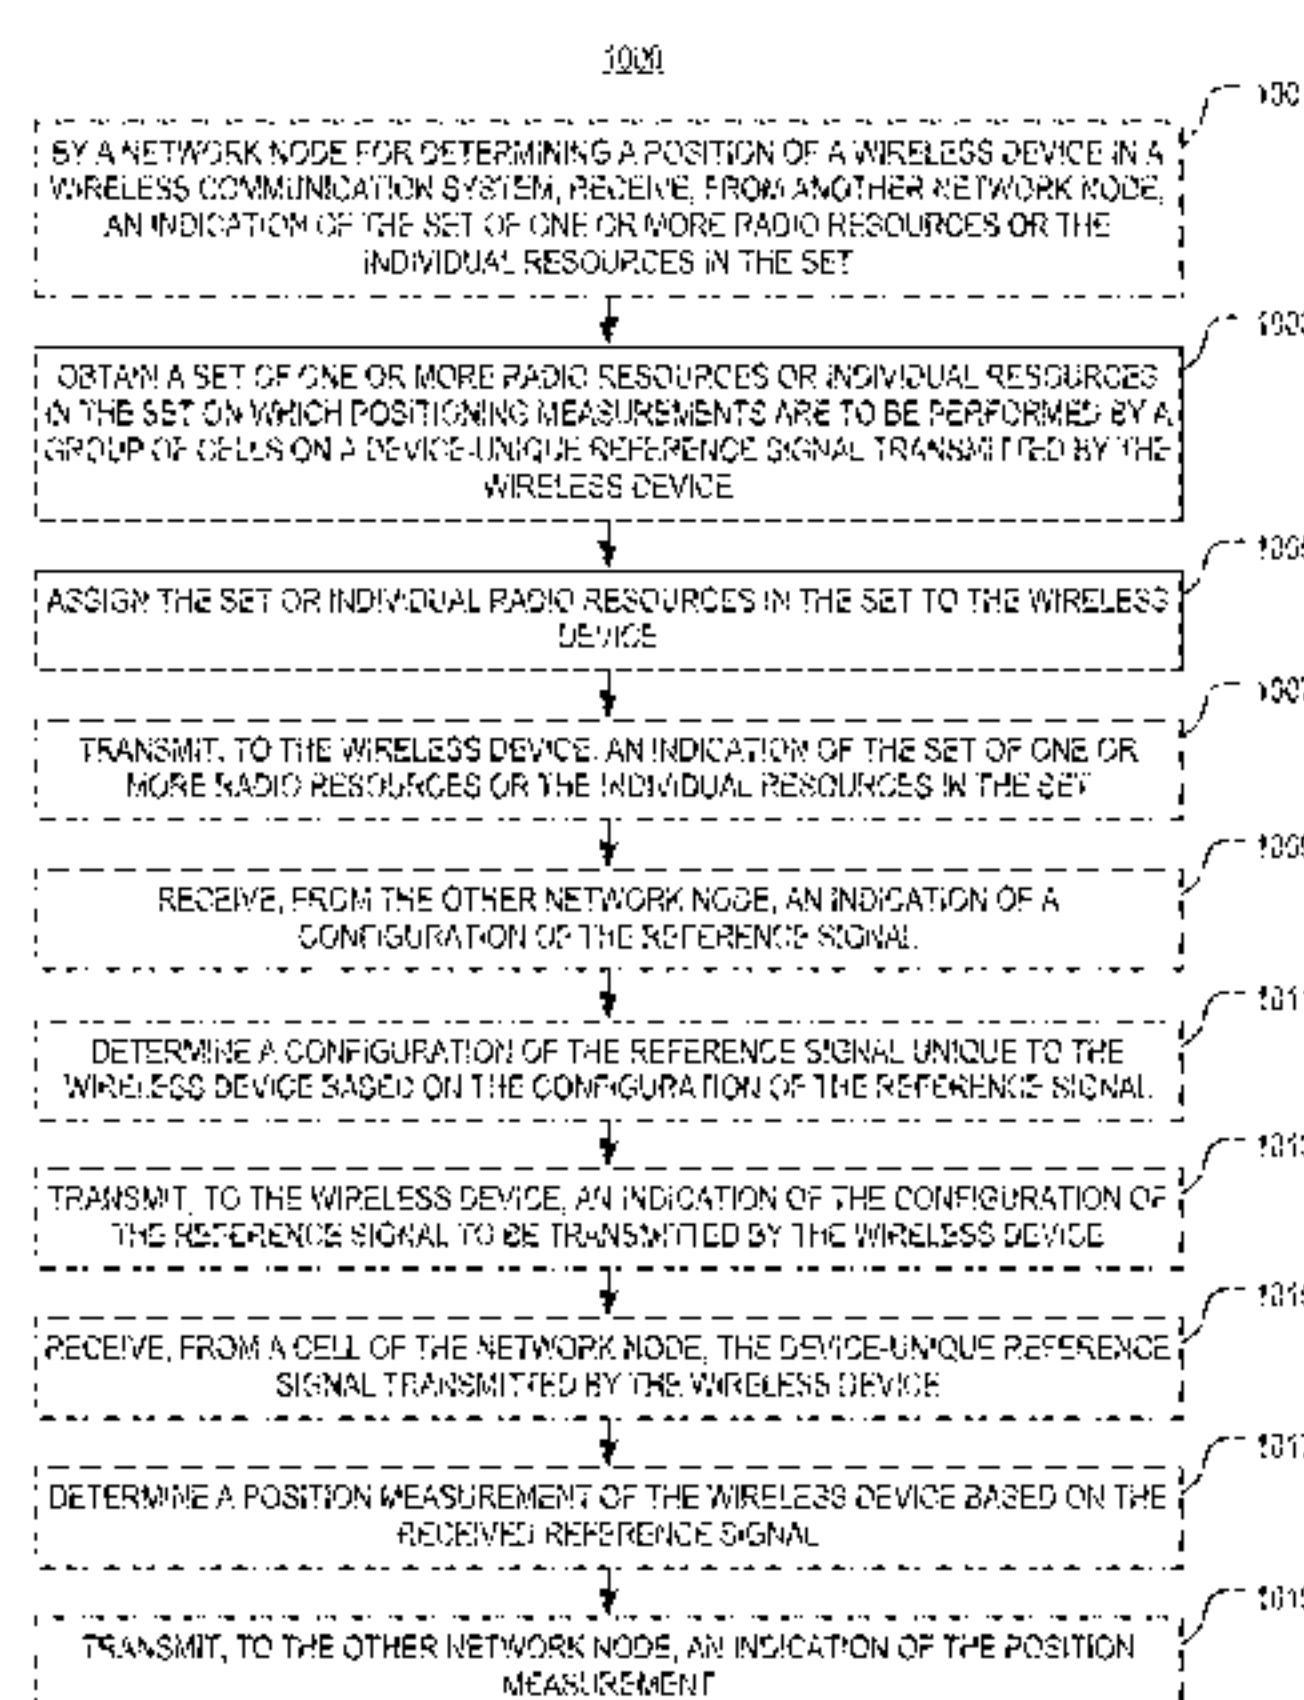 1000
100
BY A NETWORK NODE FOR DETERMINING A POSITION OF A WIRELESS DEVICE IN A
WIRELESS COMMUNICATION SYSTEM, RECEIVE, FROM ANOTHER NETWORK NODE,
AN INDICATION OF THE SET OF ONE OR MORE RADIO RESOURCES OR THE
INDIVIDUAL RESOURCES IN THE SET
1003
OBTAIN A SET OF ONE OR MORE RADIO RESOURCES OR INDIVIDUAL RESOURCES
IN THE SET ON WHICH POSITIONING MEASUREMENTS ARE TO BE PERFORMED BY A
GROUP OF CELLS ON A DEVICE-UNIQUE REFERENCE SIGNAL TRANSMITTED BY THE
WIRELESS DEVICE
1005
ASSIGN THE SET OR INDIVIDUAL RADIO RESOURCES IN THE SET TO THE WIRELESS
DEVICE
1007
TRANSMIT, TO THE WIRELESS DEVICE, AN INDICATION OF THE SET OF ONE OR
MORE RADIO RESOURCES OR THE INDIVIDUAL RESOURCES IN THE SET
1009
RECEIVE, FROM THE OTHER NETWORK NODE, AN INDICATION OF A
CONFIGURATION OF THE REFERENCE SIGNAL
1011
DETERMINE A CONFIGURATION OF THE REFERENCE SIGNAL UNIQUE TO THE
WIRELESS DEVICE BASED ON THE CONFIGURATION OF THE REFERENCE SIGNAL
1013
TRANSMIT, TO THE WIRELESS DEVICE, AN INDICATION OF THE CONFIGURATION OF
THE REFERENCE SIGNAL TO BE TRANSMITTED BY THE WIRELESS DEVICE
1015
RECEIVE, FROM A CELL OF THE NETWORK NODE, THE DEVICE-UNIQUE REFERENCE
SIGNAL TRANSMITTED BY THE WIRELESS DEVICE
1017
DETERMINE A POSITION MEASUREMENT OF THE WIRELESS DEVICE BASED ON THE
RECEIVED REFERENCE SIGNAL
1019
TRANSMIT, TO THE OTHER NETWORK NODE, AN INDICATION OF THE POSITION
MEASUREMENT